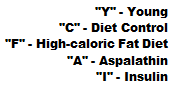 "Y" - Young
"C" - Diet Control
"F" - High-caloric Fat Diet
"A" - Aspalathin
"I" - Insulin